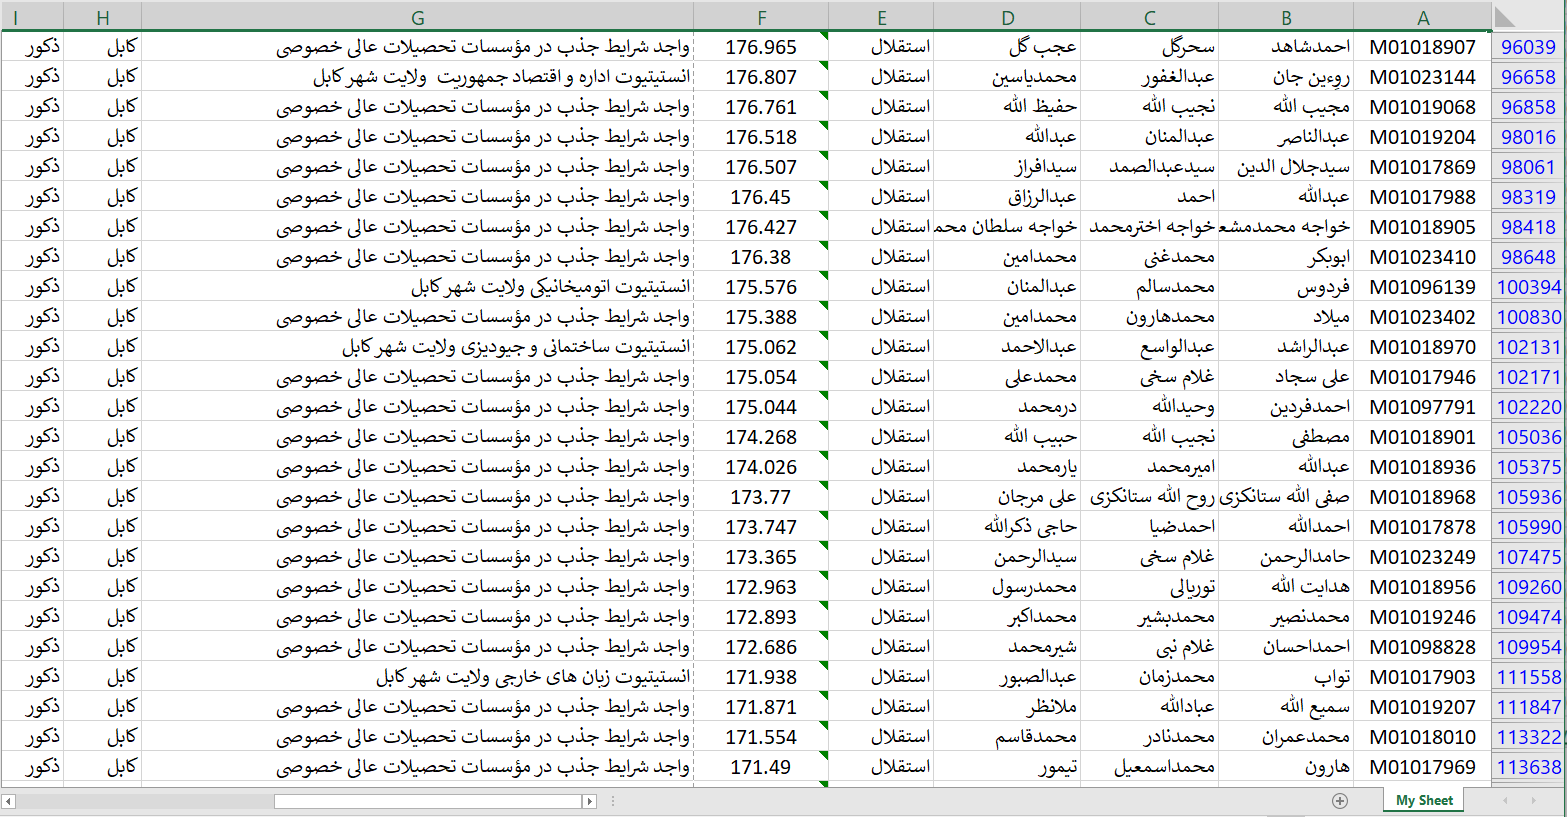 A B C D E F G H I
96039 M01018907 احمدشاهد سحرگل عجب گل استقلال 176.965 واجد شرایط جذب در مؤسسات تحصیلات عالی خصوصی کابل ذکور
96658 M01023144 روءین جان عبدالغفور محمدیاسین استقلال 176.807 انستیتیوت اداره و اقتصاد جمهوریت ولایت شهر کابل کابل ذکور
96858 M01019068 مجیب الله نجیب الله حفیظ الله استقلال 176.761 واجد شرایط جذب در مؤسسات تحصیلات عالی خصوصی کابل ذکور
98016 M01019204 عبدالناصر عبدالمنان عبدالله استقلال 176.518 واجد شرایط جذب در مؤسسات تحصیلات عالی خصوصی کابل ذکور
98061 M01017869 سیدجلال الدین سیدعبدالصمد سیدافراز استقلال 176.507 واجد شرایط جذب در مؤسسات تحصیلات عالی خصوصی کابل ذکور
98319 M01017988 عبدالله احمد عبدالرزاق استقلال 176.45 واجد شرایط جذب در مؤسسات تحصیلات عالی خصوصی کابل ذکور
98418 M01018905 خواجه محمدمشع خواجه اخترمحمد خواجه سلطان محم استقلال 176.427 واجد شرایط جذب در مؤسسات تحصیلات عالی خصوصی کابل ذکور
98648 M01023410 ابوبکر محمدغنی محمدامین استقلال 176.38 واجد شرایط جذب در مؤسسات تحصیلات عالی خصوصی کابل ذکور
100394 M01096139 فردوس محمدسالم عبدالمنان استقلال 175.576 انستیتیوت اتومیخانیکی ولایت شهر کابل کابل ذکور
100830 M01023402 میلاد محمدهارون محمدامین استقلال 175.388 واجد شرایط جذب در مؤسسات تحصیلات عالی خصوصی کابل ذکور
102131 M01018970 عبدالراشد عبدالواسع عبدالاحمد استقلال 175.062 انستیتیوت ساختمانی و جیودیزی ولایت شهر کابل کابل ذکور
102171 M01017946 علی سجاد غلام سخی محمدعلی استقلال 175.054 واجد شرایط جذب در مؤسسات تحصیلات عالی خصوصی کابل ذکور
102220 M01097791 احمدفردین وحیدالله درمحمد استقلال 175.044 واجد شرایط جذب در مؤسسات تحصیلات عالی خصوصی کابل ذکور
105036 M01018901 مصطفی نجیب الله حبیب الله استقلال 174.268 واجد شرایط جذب در مؤسسات تحصیلات عالی خصوصی کابل ذکور
105375 M01018936 عبدالله امیرمحمد یارمحمد استقلال 174.026 واجد شرایط جذب در مؤسسات تحصیلات عالی خصوصی کابل ذکور
105936 M01018968 صفی الله ستانکزی روح الله ستانکزی علی مرجان استقلال 173.77 واجد شرایط جذب در مؤسسات تحصیلات عالی خصوصی کابل ذکور
105990 M01017878 احمدالله احمدضیا حاجی ذکرالله استقلال 173.747 واجد شرایط جذب در مؤسسات تحصیلات عالی خصوصی کابل ذکور
107475 M01023249 حامدالرحمن غلام سخی سیدالرحمن استقلال 173.365 واجد شرایط جذب در مؤسسات تحصیلات عالی خصوصی کابل ذکور
109260 M01018956 هدایت الله توریالی محمدرسول استقلال 172.963 واجد شرایط جذب در مؤسسات تحصیلات عالی خصوصی کابل ذکور
109474 M01019246 محمدنصیر محمدبشیر محمداکبر استقلال 172.893 واجد شرایط جذب در مؤسسات تحصیلات عالی خصوصی کابل ذکور
109954 M01098828 احمداحسان غلام نبی شیرمحمد استقلال 172.686 واجد شرایط جذب در مؤسسات تحصیلات عالی خصوصی کابل ذکور
111558 M01017903 تواب محمدزمان عبدالصبور استقلال 171.938 انستیتیوت زبان های خارجی ولایت شهر کابل کابل ذکور
111847 M01019207 سمیع الله عبادالله ملانظر استقلال 171.871 واجد شرایط جذب در مؤسسات تحصیلات عالی خصوصی کابل ذکور
113322 M01018010 محمدعمران محمدنادر محمدقاسم استقلال 171.554 واجد شرایط جذب در مؤسسات تحصیلات عالی خصوصی کابل ذکور
113638 M01017969 هارون محمداسمعیل تیمور استقلال 171.49 واجد شرایط جذب در مؤسسات تحصیلات عالی خصوصی کابل ذکور
My Sheet